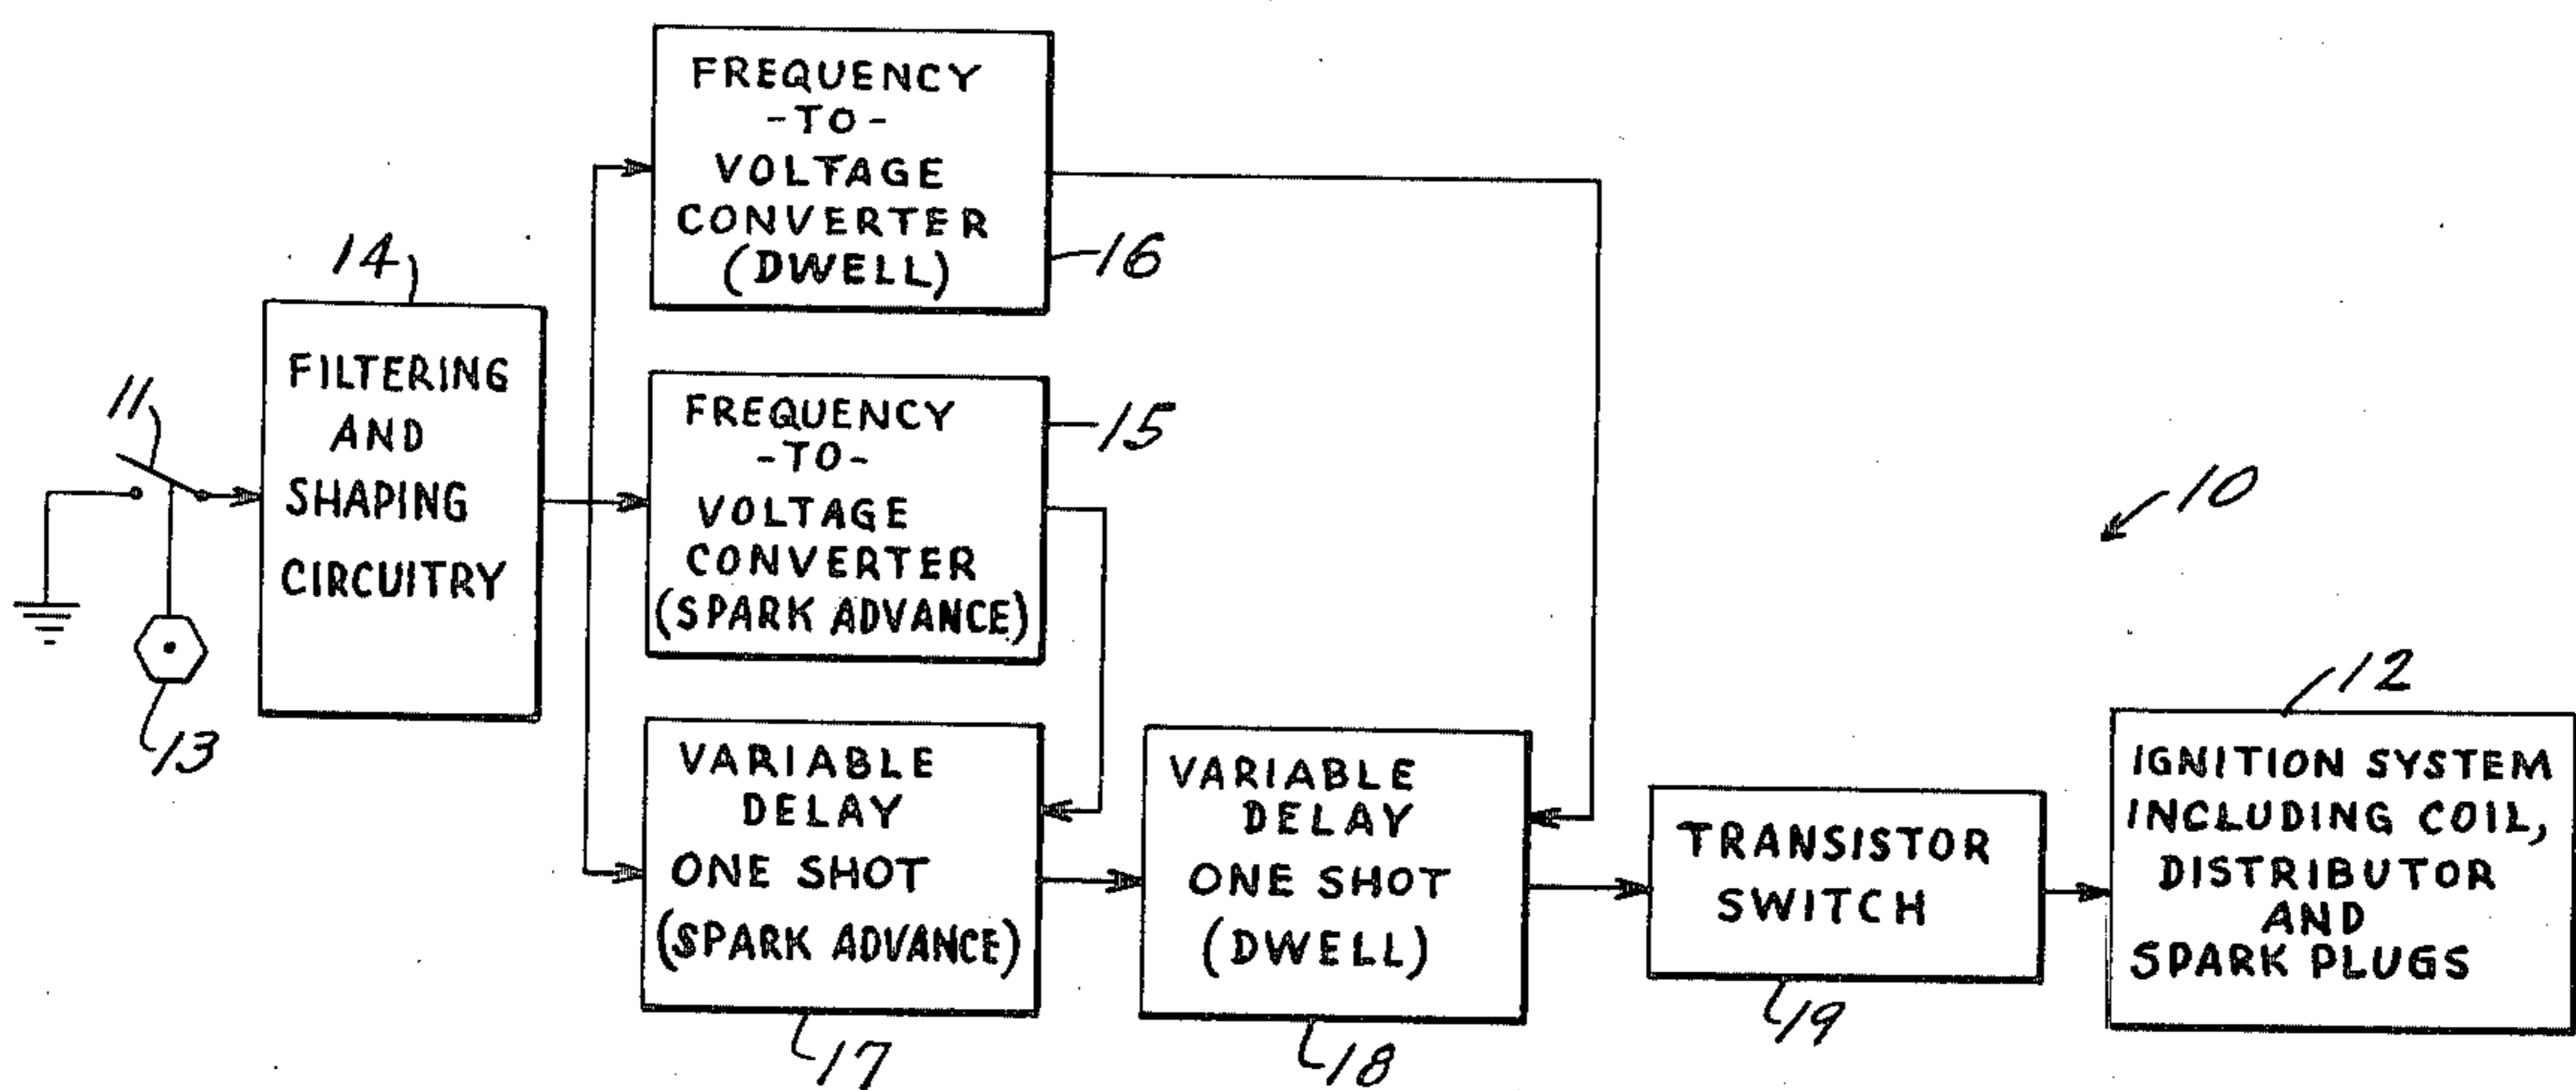 FREQUENCY
-TO-
VOLTAGE
CONVERTER
(DWELL)
16
14
FILTERING
AND
SHAPING
CIRCUITRY
11
13
FREQUENCY
-TO-
VOLTAGE
CONVERTER
(SPARK ADVANCE)
15
10
VARIABLE
DELAY
ONE SHOT
(SPARK ADVANCE)
17
VARIABLE
DELAY
ONE SHOT
(DWELL)
18
TRANSISTOR
SWITCH
19
12
IGNITION SYSTEM
INCLUDING COIL,
DISTRIBUTOR
AND
SPARK PLUGS